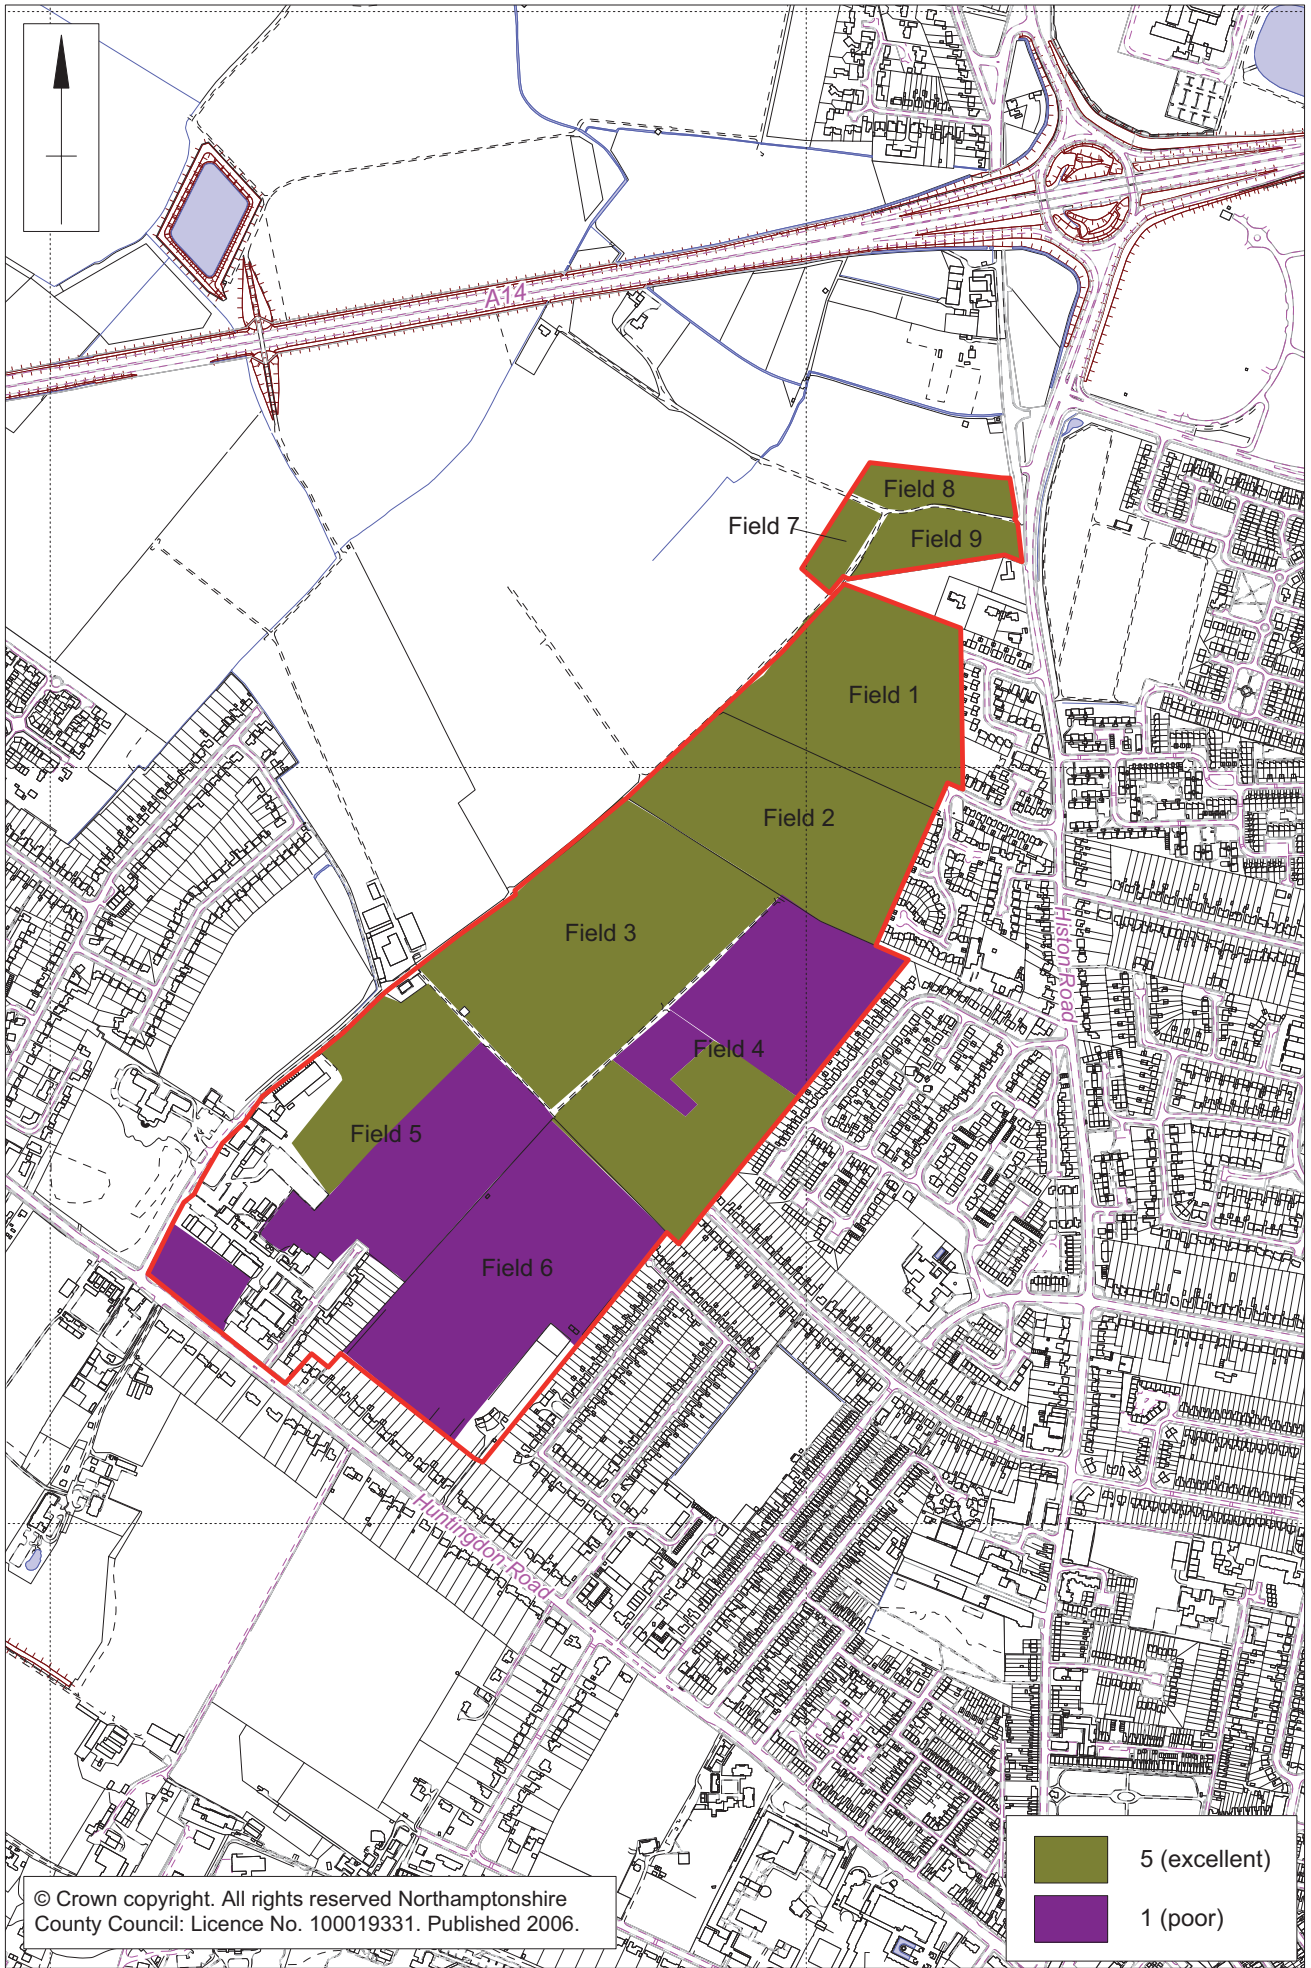 A14
Field 8
Field 7
Field 9
Field 1
Field 2
Field 3
Histon Road
Field 4
Field 5
Field 6
Huntingdon Road
5 (excellent)
1 (poor)
© Crown copyright. All rights reserved Northamptonshire
County Council: Licence No. 100019331. Published 2006.